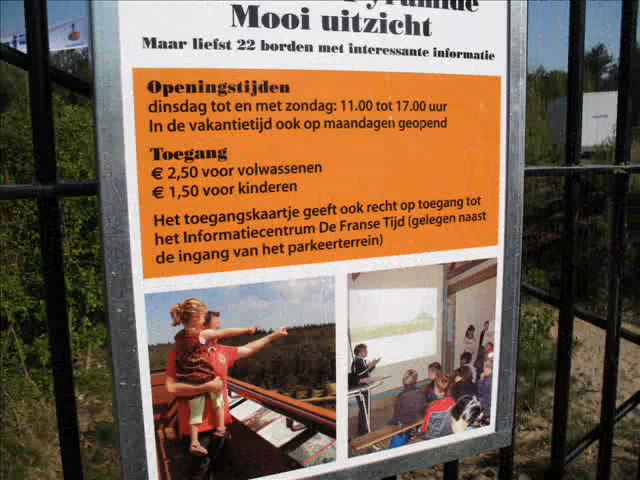 Pyramide
Mooi uitzicht
Maar liefst 22 borden met interessante informatie
Openingstijden
dinsdag tot en met zondag: 11.00 tot 17.00 uur
In de vakantietijd ook op maandagen geopend
Toegang
€ 2,50 voor volwassenen
€ 1,50 voor kinderen
Het toegangskaartje geeft ook recht op toegang tot
het Informatiecentrum De Franse Tijd (gelegen naast
de ingang van het parkeerterrein)